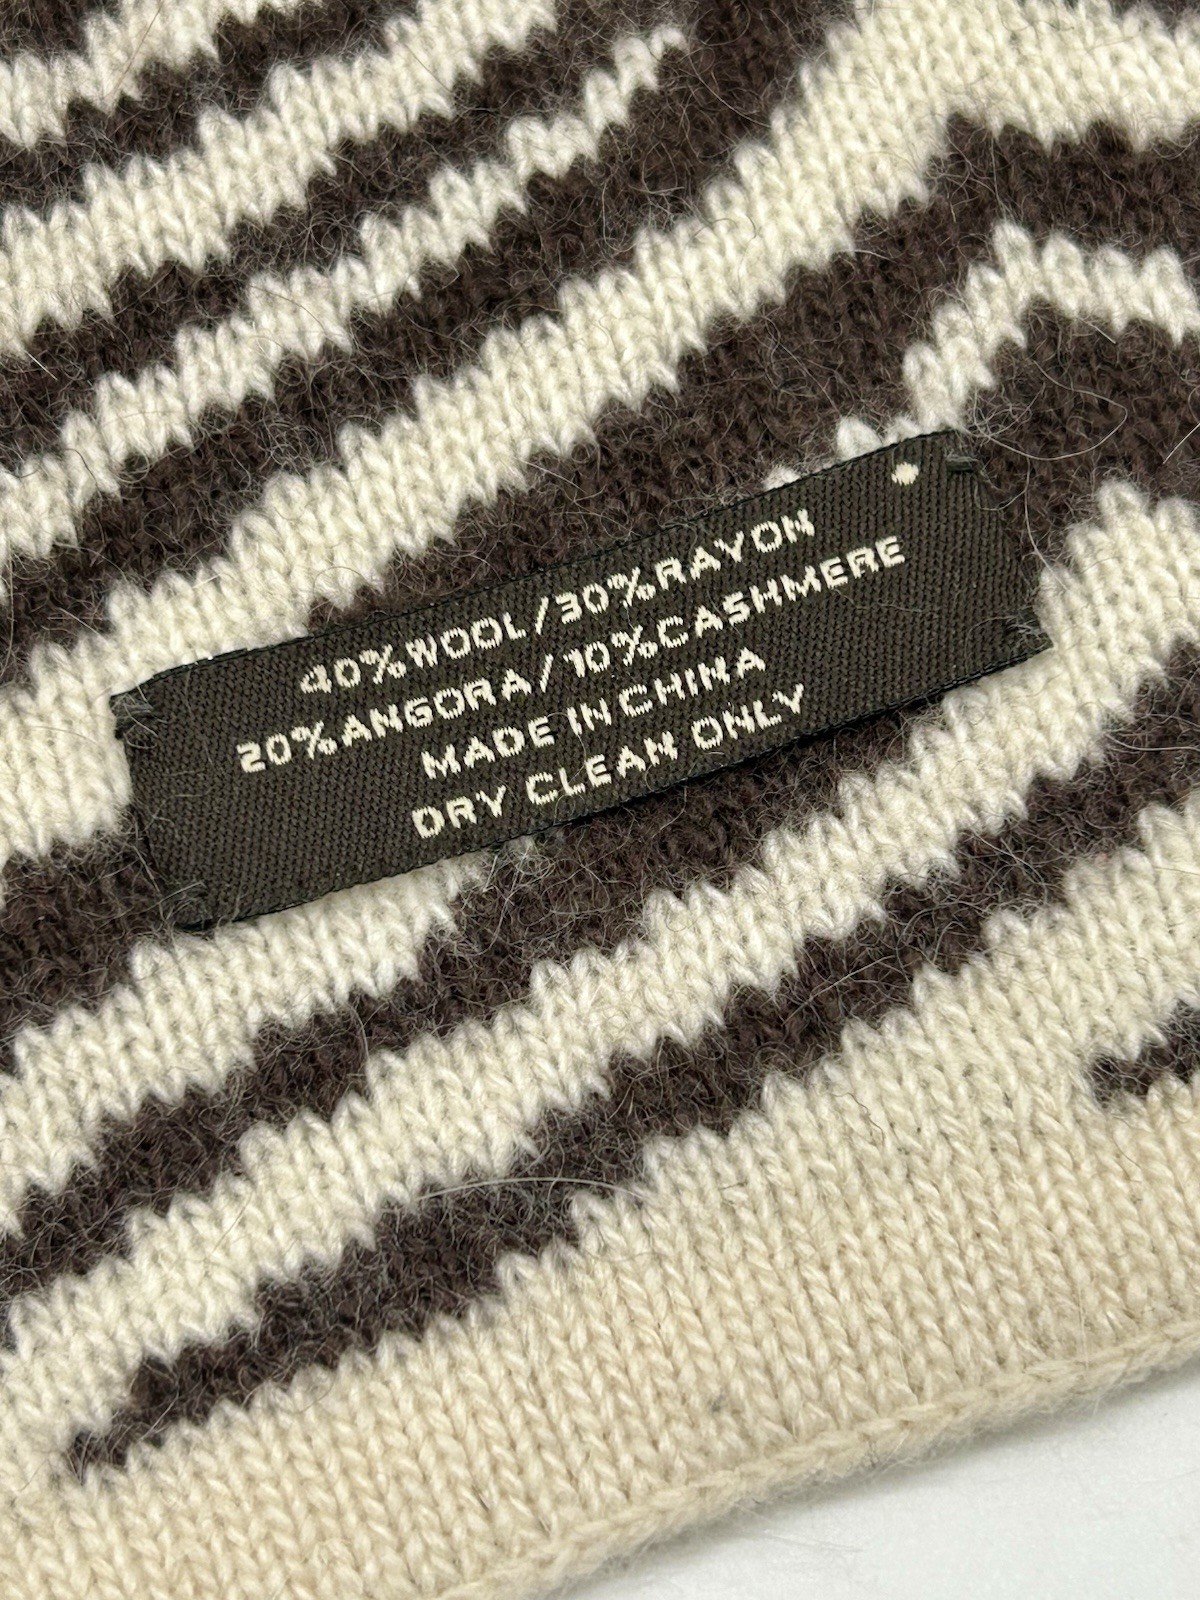 40%WOOL/30%RAYON
20%ANGORA/10%CASHMERE
MADE IN CHINA
DRY CLEAN ONLY